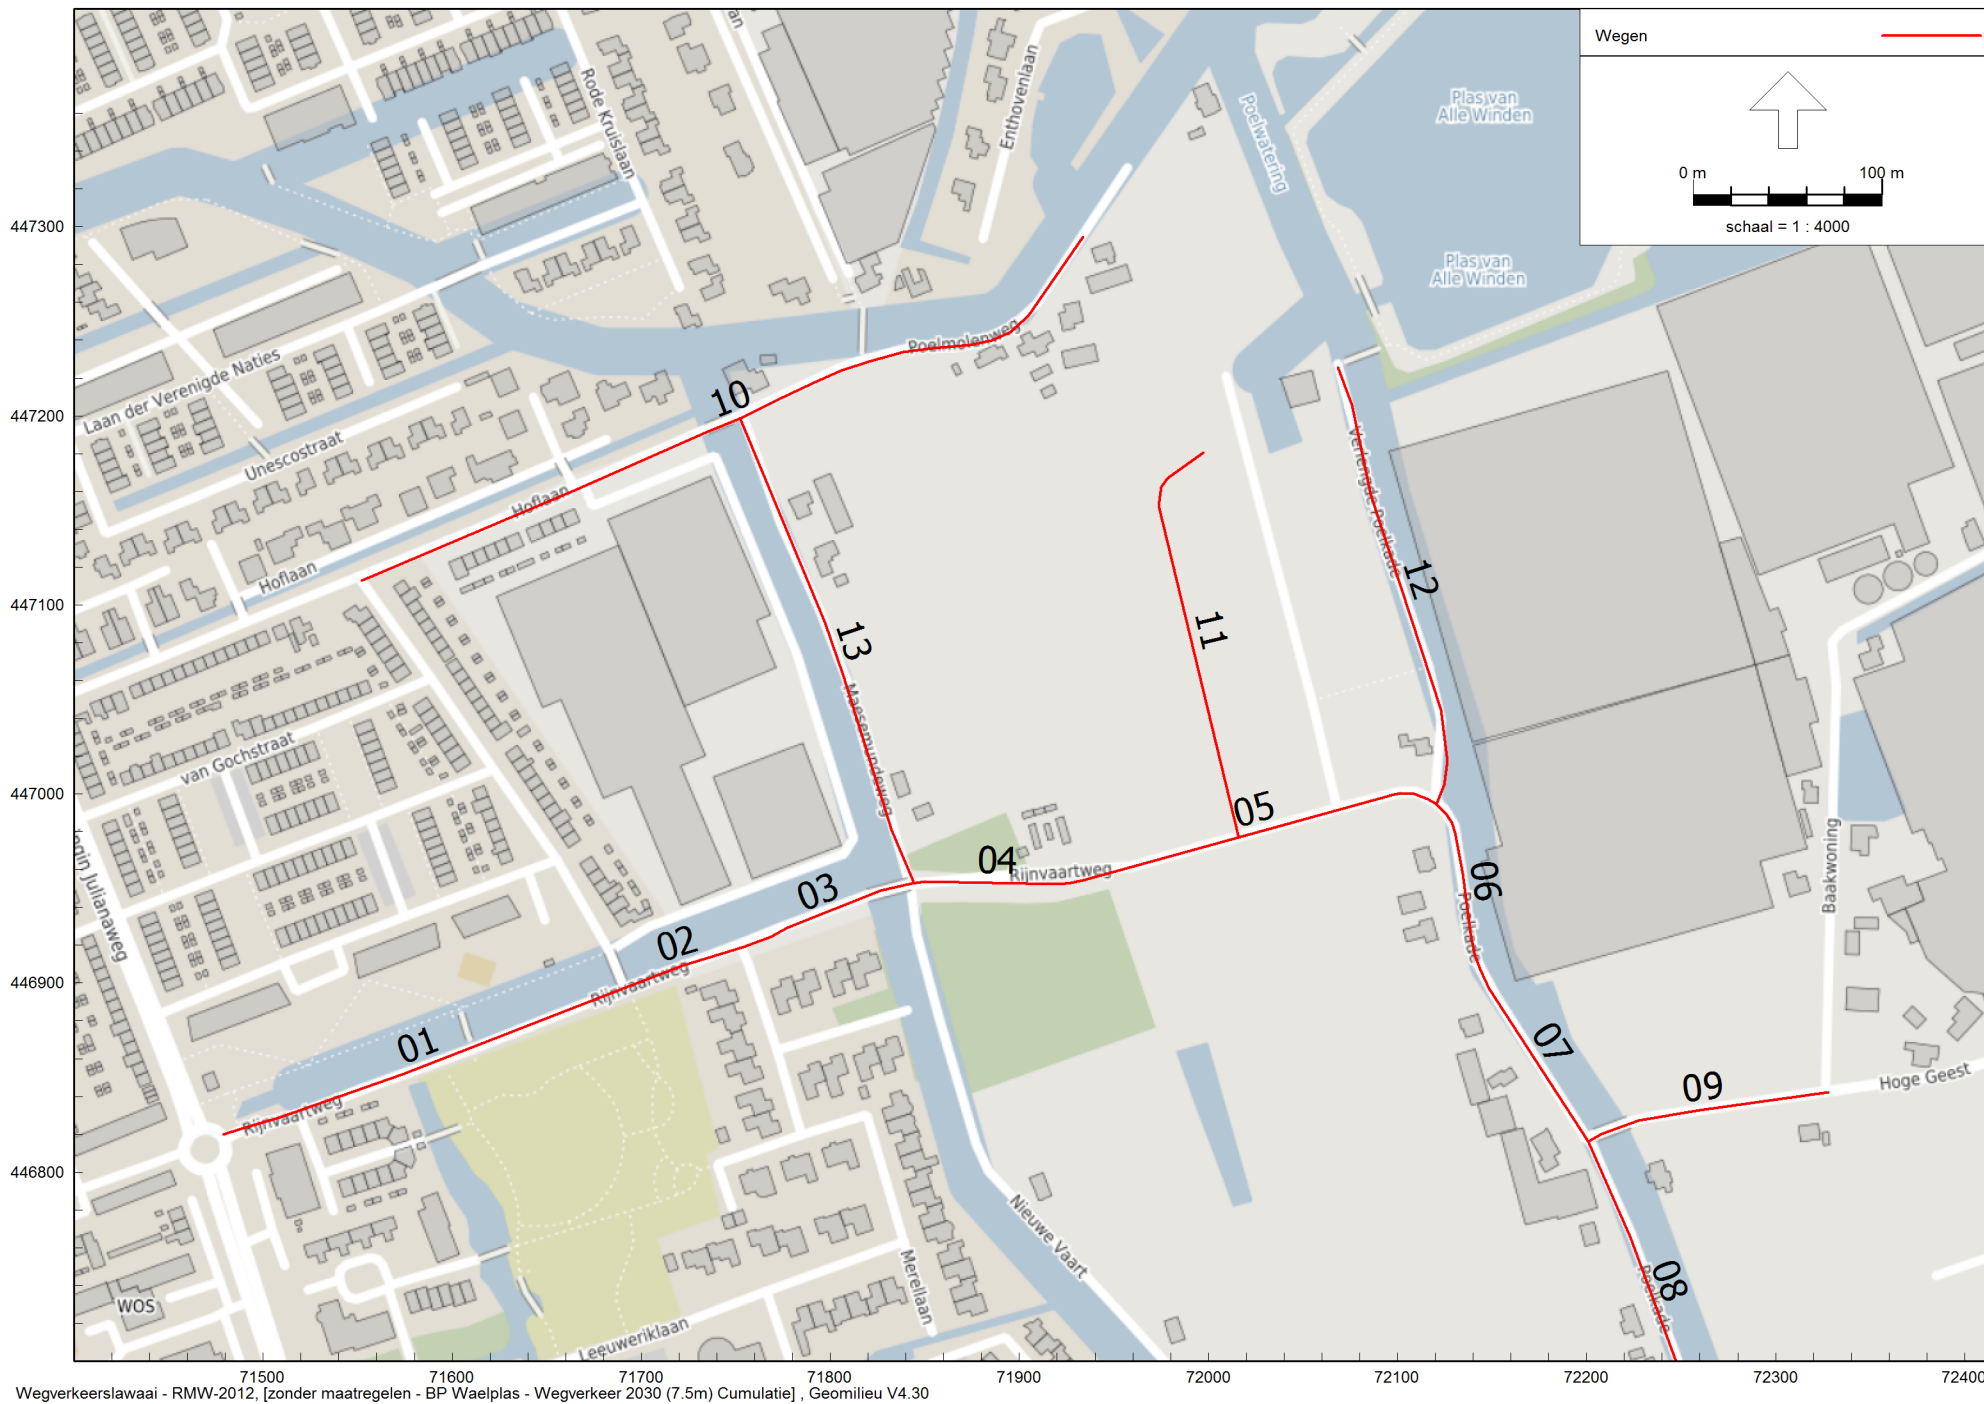 Wegen
0 m 100 m
schaal = 1 : 4000
Plas van
Alle Winden
Plas van
Alle Winden
Poelwatering
Enthovenlaan
Rode Kruislaan
447300
447200
447100
447000
446900
446800
Laan der Verenigde Naties
Unescostraat
Hoflaan
Hoflaan
Poelmolenweg
10
13
Maesemundeweg
11
Verlengde Poelkade
12
van Gochstraat
05
04
Rijnvaartweg
03
02
Rijnvaartweg
01
Rijnvaartweg
06
Poelkade
07
Baakwoning
09
Hoge Geest
08
Poelkade
Nieuwe Vaart
Merellaan
Leeuweriklaan
WOS
71500 71600 71700 71800 71900 72000 72100 72200 72300 72400
Wegverkeerslawaai - RMW-2012, [zonder maatregelen - BP Waelplas - Wegverkeer 2030 (7.5m) Cumulatie] , Geomilieu V4.30